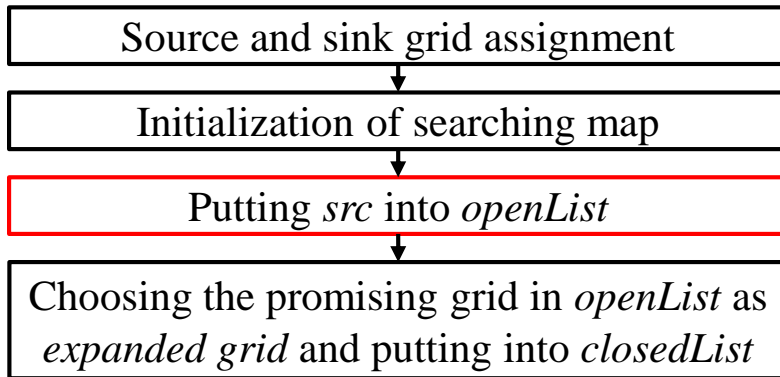 Source and sink grid assignment
Initialization of searching map
Putting src into openList
Choosing the promising grid in openList as
expanded grid and putting into closedList